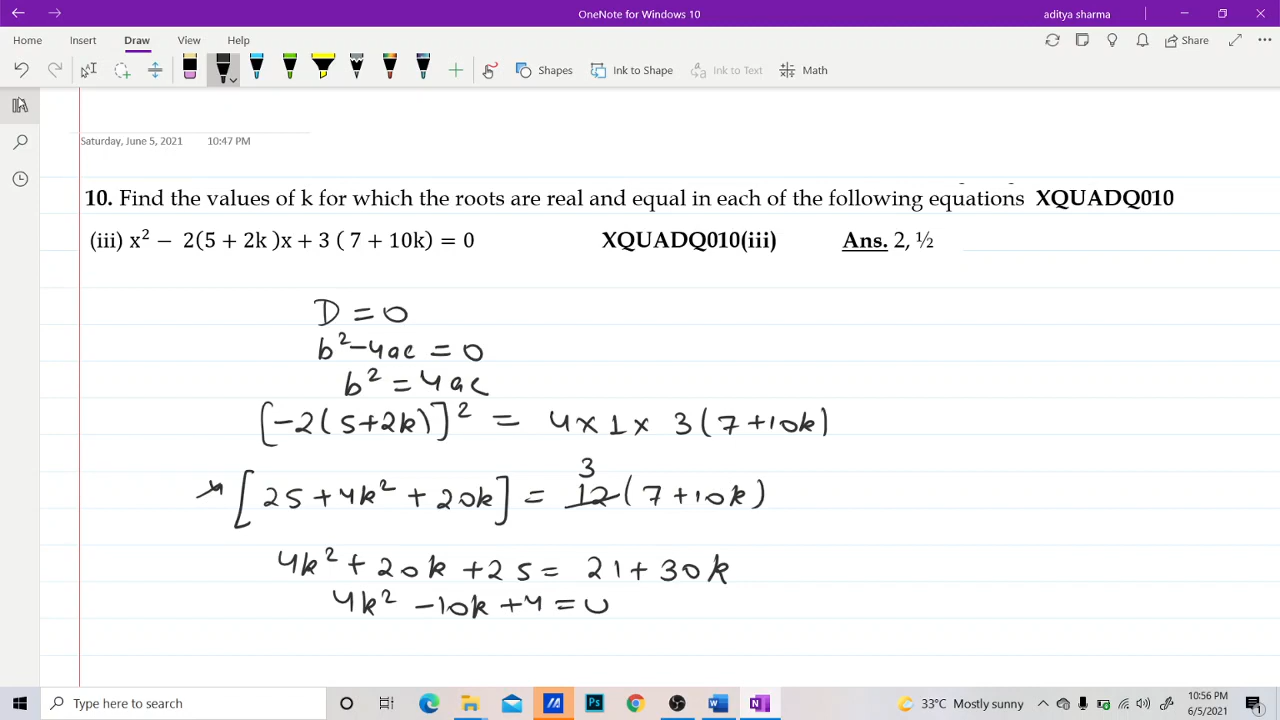 OneNote for Windows 10
aditya sharma
Home Insert Draw View Help
Share
Shapes Ink to Shape Ink to Text Math
Saturday, June 5, 2021 10:47 PM
10. Find the values of k for which the roots are real and equal in each of the following equations XQUADQ010
(iii) x² − 2(5 + 2k )x + 3 ( 7 + 10k) = 0 XQUADQ010(iii) Ans. 2, ½
D = 0
b²-4ac = 0
b² = 4ac
[-2(5+2k)]² = 4 x 1 x 3(7+10k)
3
4[25+4k²+20k] = 12(7+10k)
4k²+20k+25 = 21+30k
4k²-10k+4 = 0
Type here to search
33°C Mostly sunny
10:56 PM
6/5/2021